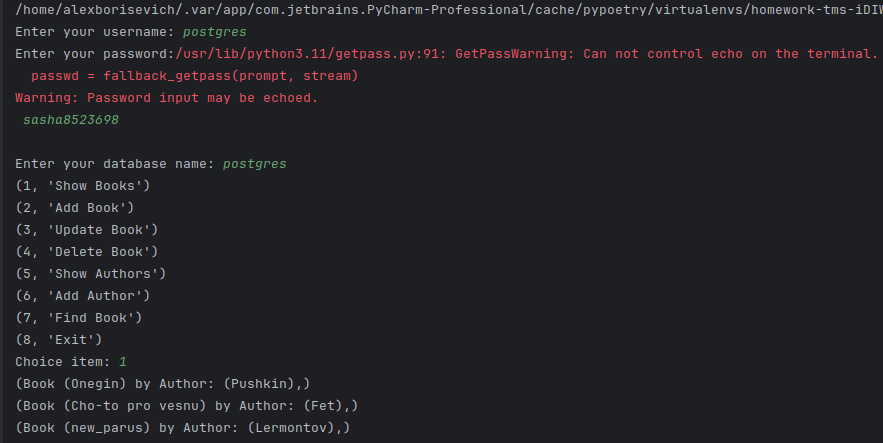 /home/alexborisevich/.var/app/com.jetbrains.PyCharm-Professional/cache/pypoetry/virtualenvs/homework-tms-iDIW
Enter your username: postgres
Enter your password:/usr/lib/python3.11/getpass.py:91: GetPassWarning: Can not control echo on the terminal.
passwd = fallback_getpass(prompt, stream)
Warning: Password input may be echoed.
sasha8523698
Enter your database name: postgres
(1, 'Show Books')
(2, 'Add Book')
(3, 'Update Book')
(4, 'Delete Book')
(5, 'Show Authors')
(6, 'Add Author')
(7, 'Find Book')
(8, 'Exit')
Choice item: 1
(Book (Onegin) by Author: (Pushkin),)
(Book (Cho-to pro vesnu) by Author: (Fet),)
(Book (new_parus) by Author: (Lermontov),)